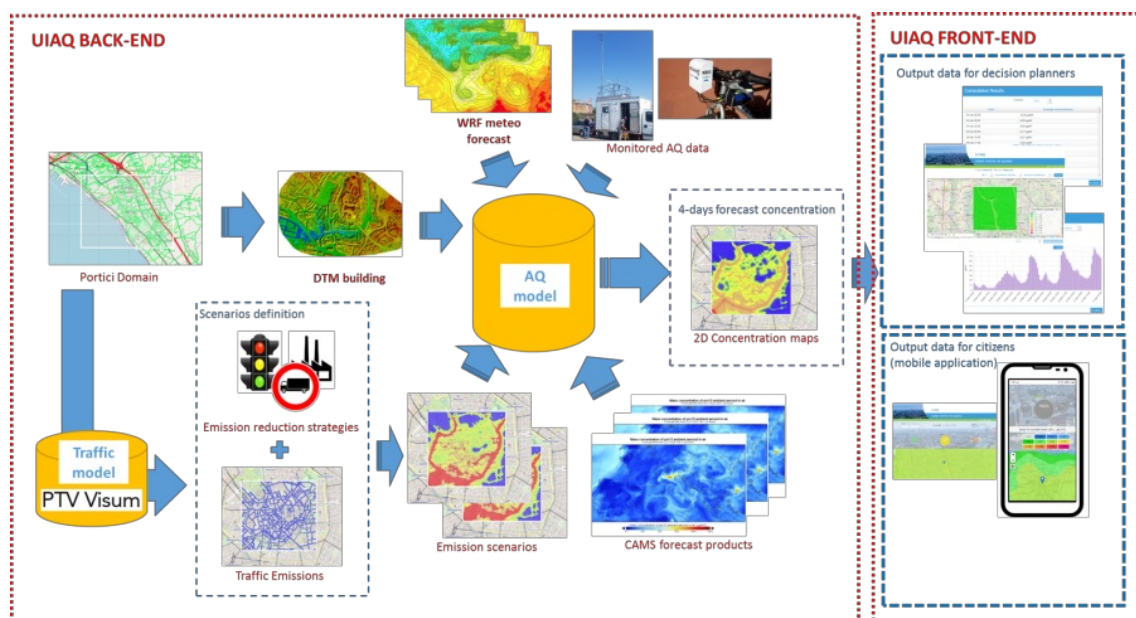 UIAQ BACK-END
WRF meteo
forecast
Monitored AQ data
Portici Domain
DTM building
AQ
model
4-days forecast concentration
2D Concentration maps
Scenarios definition
Emission reduction strategies
+
Traffic Emissions
Traffic
model
PTV Visum
Emission scenarios
CAMS forecast products
UIAQ FRONT-END
Output data for decision planners
Output data for citizens
(mobile application)